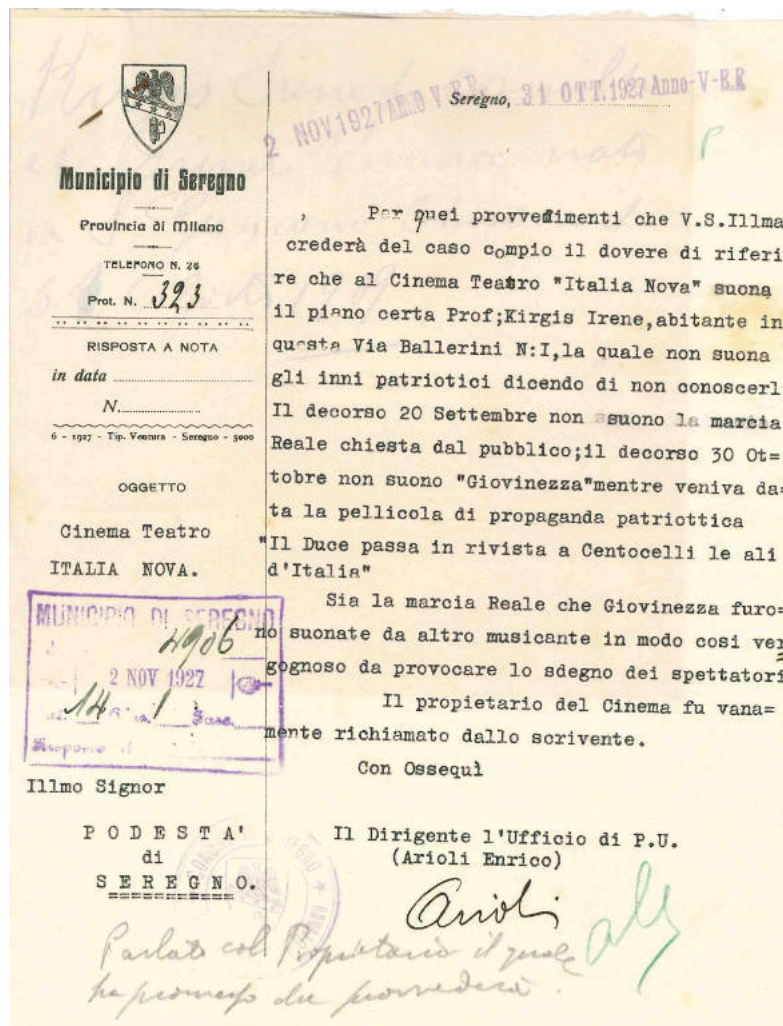 Seregno, 31 OTT. 1927 Anno-V-E.F.
2 NOV 1927 ANNO V E.F.
Municipio di Seregno
Provincia di Milano
TELEFONO N. 26
Prot. N. 323
RISPOSTA A NOTA
in data
N.
6 - 1927 - Tip. Ventura - Seregno - 5000
OGGETTO
Cinema Teatro
ITALIA NOVA.
Per quei provvedimenti che V.S.Illma
crederà del caso compio il dovere di riferi
re che al Cinema Teatro "Italia Nova" suona
il piano certa Prof;Kirgis Irene,abitante in
questa Via Ballerini N:I,la quale non suona
gli inni patriotici dicendo di non conoscerl
Il decorso 20 Settembre non suono la marcia
Reale chiesta dal pubblico;il decorso 30 Ot=
tobre non suono "Giovinezza"mentre veniva da=
ta la pellicola di propaganda patriottica
"Il Duce passa in rivista a Centocelli le ali
d'Italia"
Sia la marcia Reale che Giovinezza furo=
no suonate da altro musicante in modo cosi ver
gognoso da provocare lo sdegno dei spettatori
Il propietario del Cinema fu vana=
mente richiamato dallo scrivente.
Con Ossequì
MUNICIPIO DI SEREGNO
4906
2 NOV 1927
14 1
Illmo Signor
PODESTA'
di
SEREGNO.
Il Dirigente l'Ufficio di P.U.
(Arioli Enrico)
Arioli
Parlato col Proprietario il quale
ha promesso che provvederà.